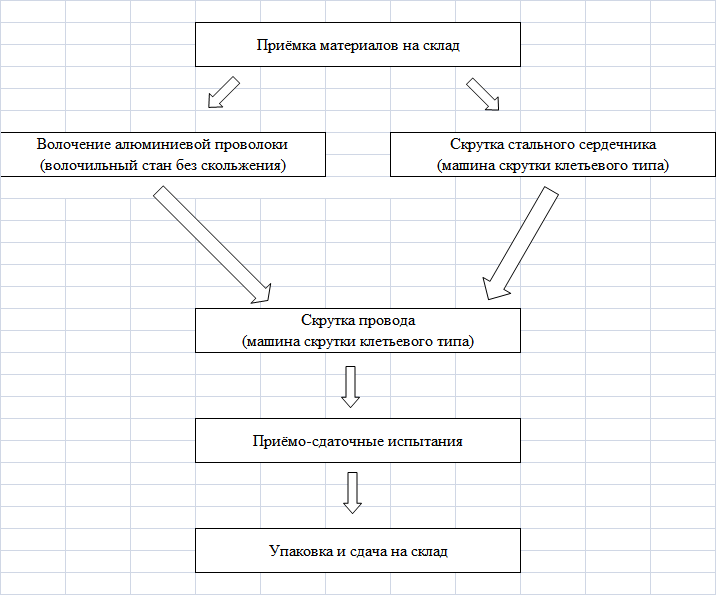 Приёмка материалов на склад
Волочение алюминиевой проволоки
(волочильный стан без скольжения)
Скрутка стального сердечника
(машина скрутки клетьевого типа)
Скрутка провода
(машина скрутки клетьевого типа)
Приёмо-сдаточные испытания
Упаковка и сдача на склад